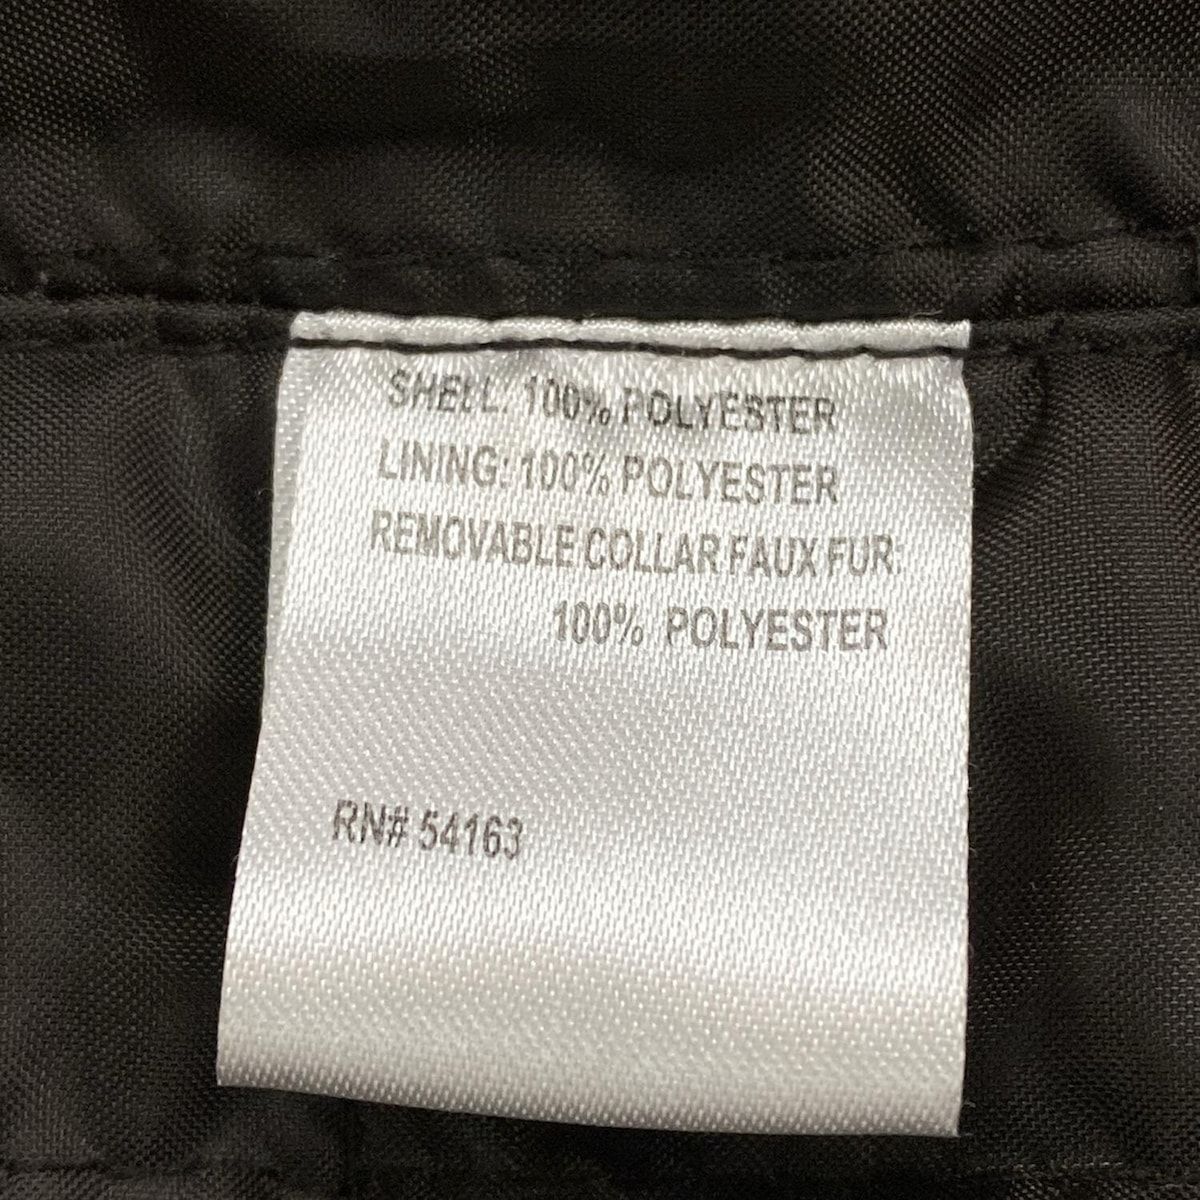 SHELL: 100% POLYESTER
LINING: 100% POLYESTER
REMOVABLE COLLAR FAUX FUR:
100% POLYESTER
RN# 54163